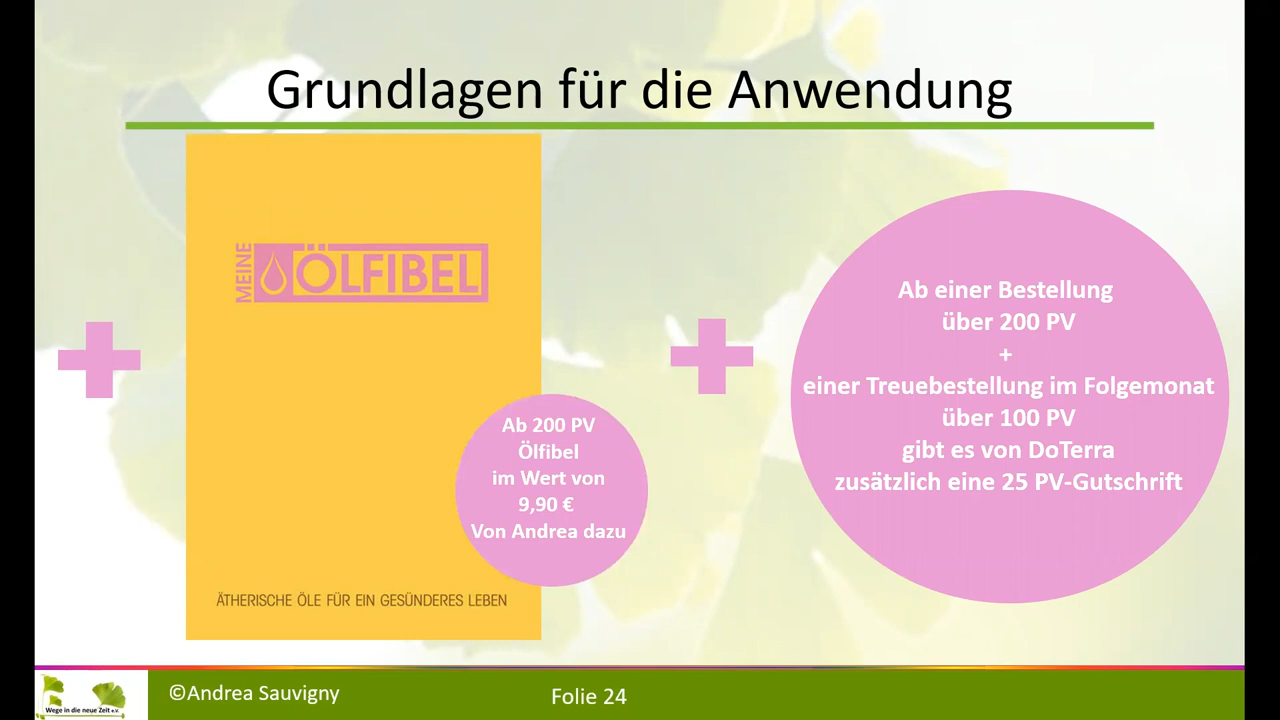 Grundlagen für die Anwendung
MEINE
ÖLFIBEL
Ab 200 PV
Ölfibel
im Wert von
9,90 €
Von Andrea dazu
ÄTHERISCHE ÖLE FÜR EIN GESÜNDERES LEBEN
Ab einer Bestellung
über 200 PV
+
einer Treuebestellung im Folgemonat
über 100 PV
gibt es von DoTerra
zusätzlich eine 25 PV-Gutschrift
Wege in die neue Zeit e.V.
©Andrea Sauvigny
Folie 24